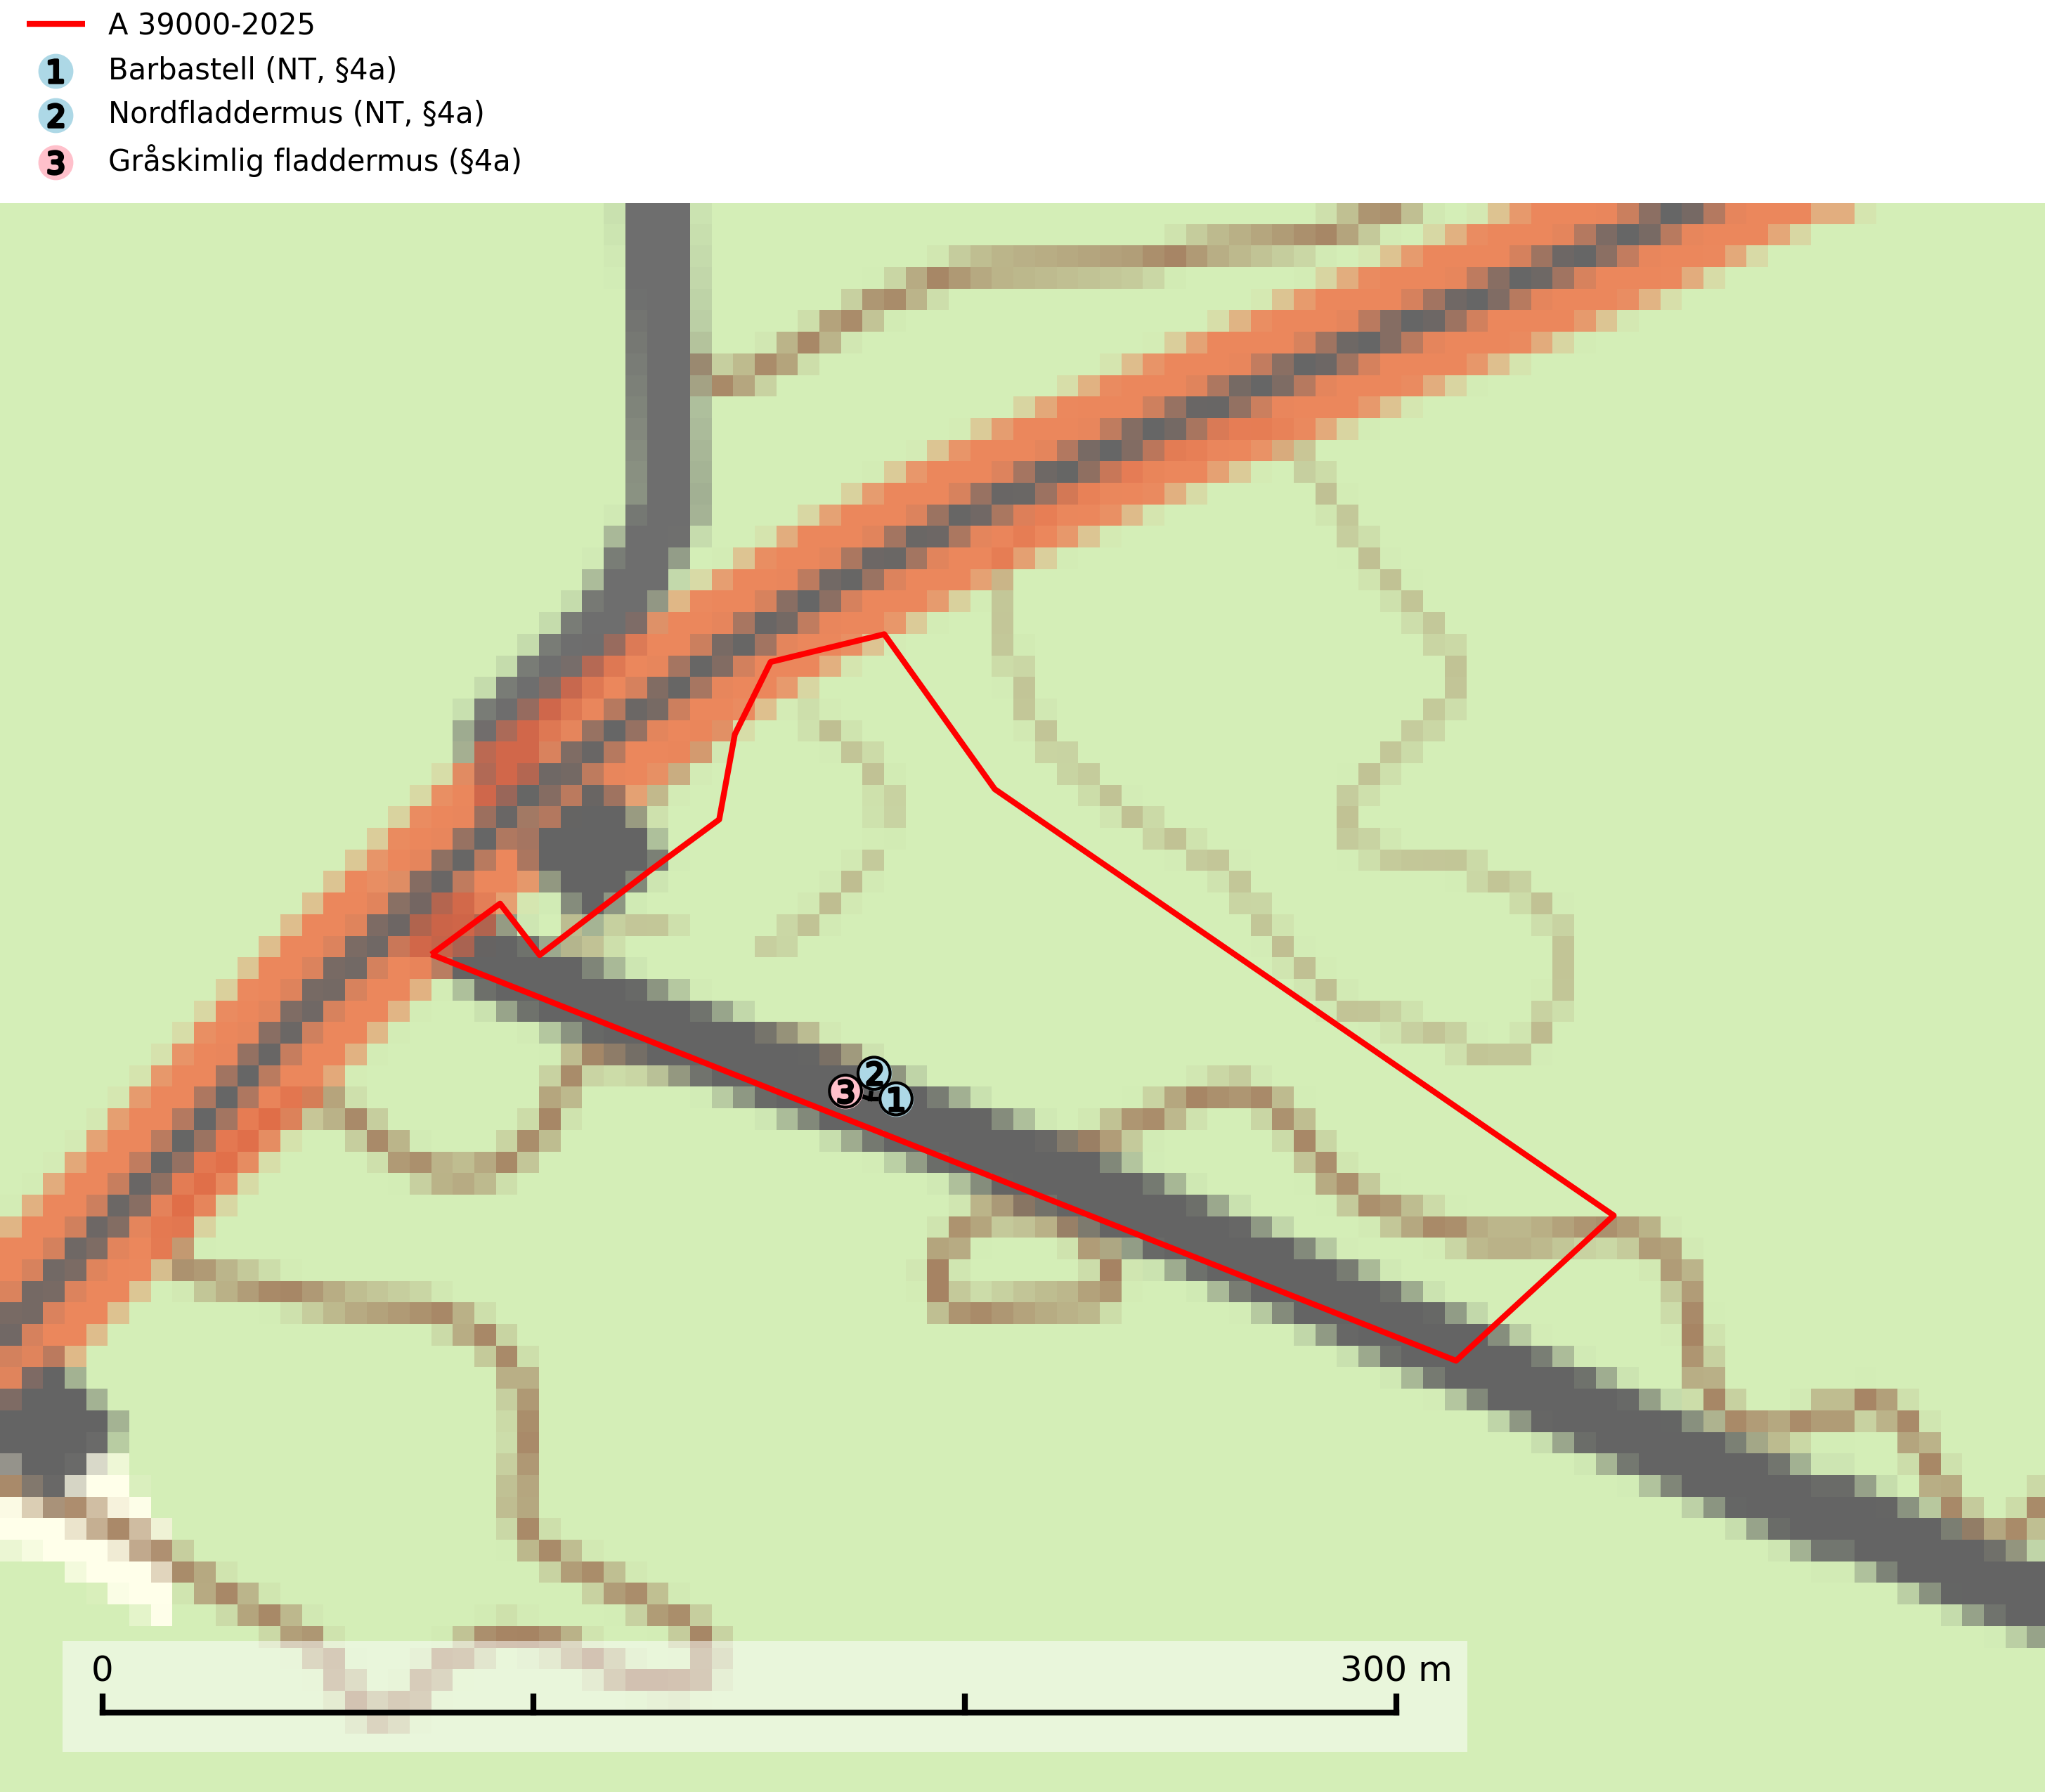 A 39000-2025
1 Barbastell (NT, §4a)
2 Nordfladdermus (NT, §4a)
3 Gråskimlig fladdermus (§4a)
2
3 1
0 300 m